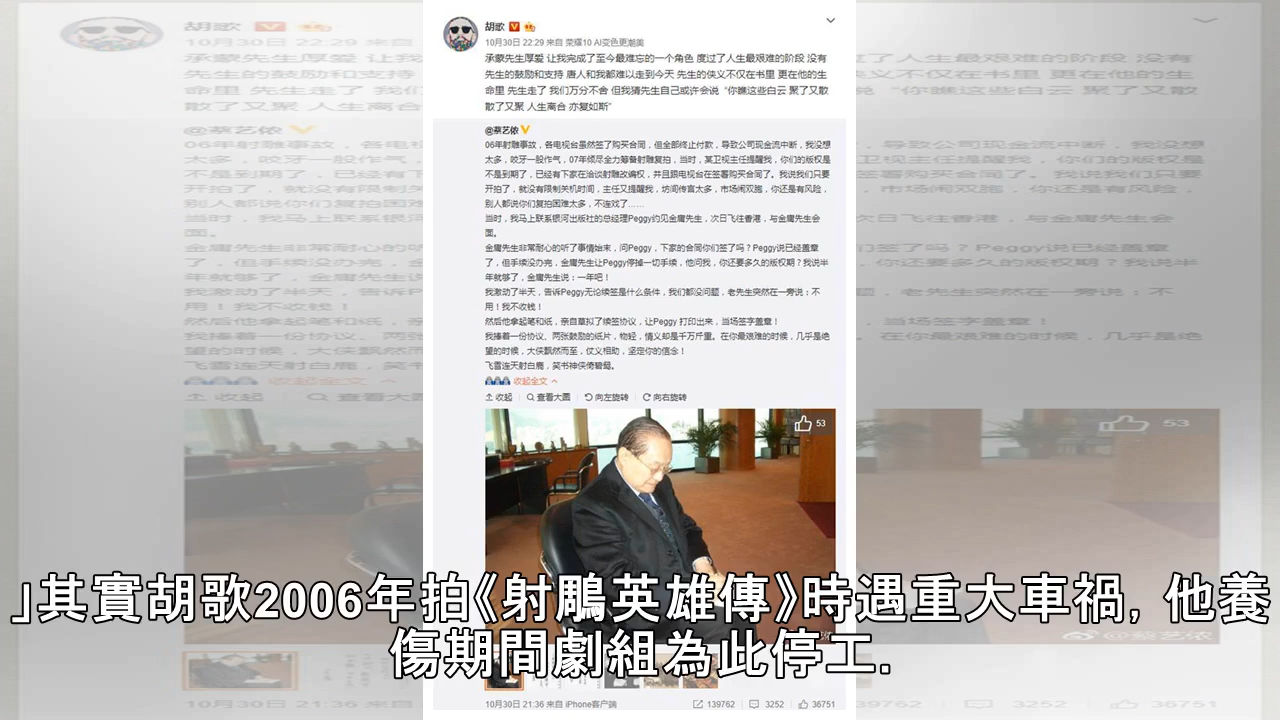 胡歌
10月30日 22:29 来自 荣耀10 AI变色更潮美
承蒙先生厚爱 让我完成了至今最难忘的一个角色 度过了人生最艰难的阶段 没有
先生的鼓励和支持 唐人和我都难以走到今天 先生的侠义不仅在书里 更在他的生
命里 先生走了 我们万分不舍 但我猜先生自己或许会说“你瞧这些白云 聚了又散
散了又聚 人生离合 亦复如斯”
@蔡艺侬
06年射雕事故，各电视台虽然签了购买合同，但全部终止付款，导致公司现金流中断，我没想
太多，咬牙一股作气，07年倾尽全力筹备射雕复拍，当时，某卫视主任提醒我，你们的版权是
不是到期了，已经有下家在洽谈射雕改编权，并且跟电视台在签署购买合同了。我说我们只要
开拍了，就没有限制关机时间，主任又提醒我，坊间传言太多，市场闹双胞，你还是有风险，
别人都说你们复拍困难太多，不连戏了……
当时，我马上联系银河出版社的总经理Peggy约见金庸先生，次日飞往香港，与金庸先生会
面。
金庸先生非常耐心的听了事情始末，问Peggy，下家的合同你们签了吗？Peggy说已经盖章
了，但手续没办完，金庸先生让Peggy停掉一切手续，他问我，你还要多久的版权期？我说半
年就够了，金庸先生说：一年吧！
我激动了半天，告诉Peggy无论续签是什么条件，我们都没问题，老先生突然在一旁说：不
用！我不收钱！
然后他拿起笔和纸，亲自草拟了续签协议，让Peggy 打印出来，当场签字盖章！
我捧着一份协议，两张鼓励的纸片，物轻，情义却是千万斤重。在你最艰难的时候，几乎是绝
望的时候，大侠飘然而至，仗义相助，坚定你的信念！
飞雪连天射白鹿，笑书神侠倚碧鸳。
收起全文
收起 查看大图 向左旋转 向右旋转
53
」其實胡歌2006年拍《射鵰英雄傳》時遇重大車禍, 他養
傷期間劇組為此停工.
@蔡艺侬
10月30日 21:36 来自 iPhone客户端 139762 3252 36751